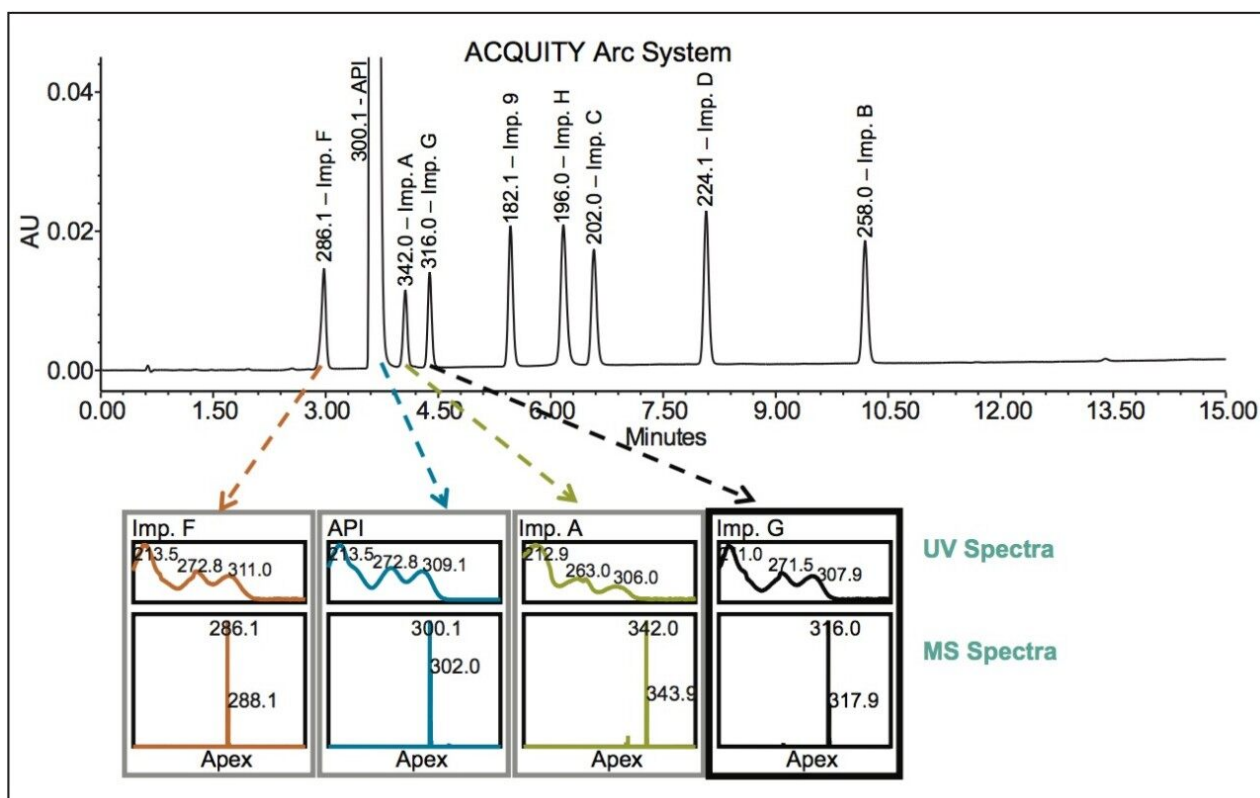 ACQUITY Arc System
AU
0.04
0.02
0.00
286.1 – Imp. F
300.1 - API
342.0 – Imp. A
316.0 – Imp. G
182.1 – Imp. 9
196.0 – Imp. H
202.0 – Imp. C
224.1 – Imp. D
258.0 – Imp. B
0.00 1.50 3.00 4.50 6.00 7.50 9.00 10.50 12.00 13.50 15.00
Minutes
Imp. F
213.5 272.8 311.0
286.1
288.1
Apex
API
213.5 272.8 309.1
300.1
302.0
Apex
Imp. A
212.9 263.0 306.0
342.0
343.9
Apex
Imp. G
211.0 271.5 307.9
316.0
317.9
Apex
UV Spectra
MS Spectra